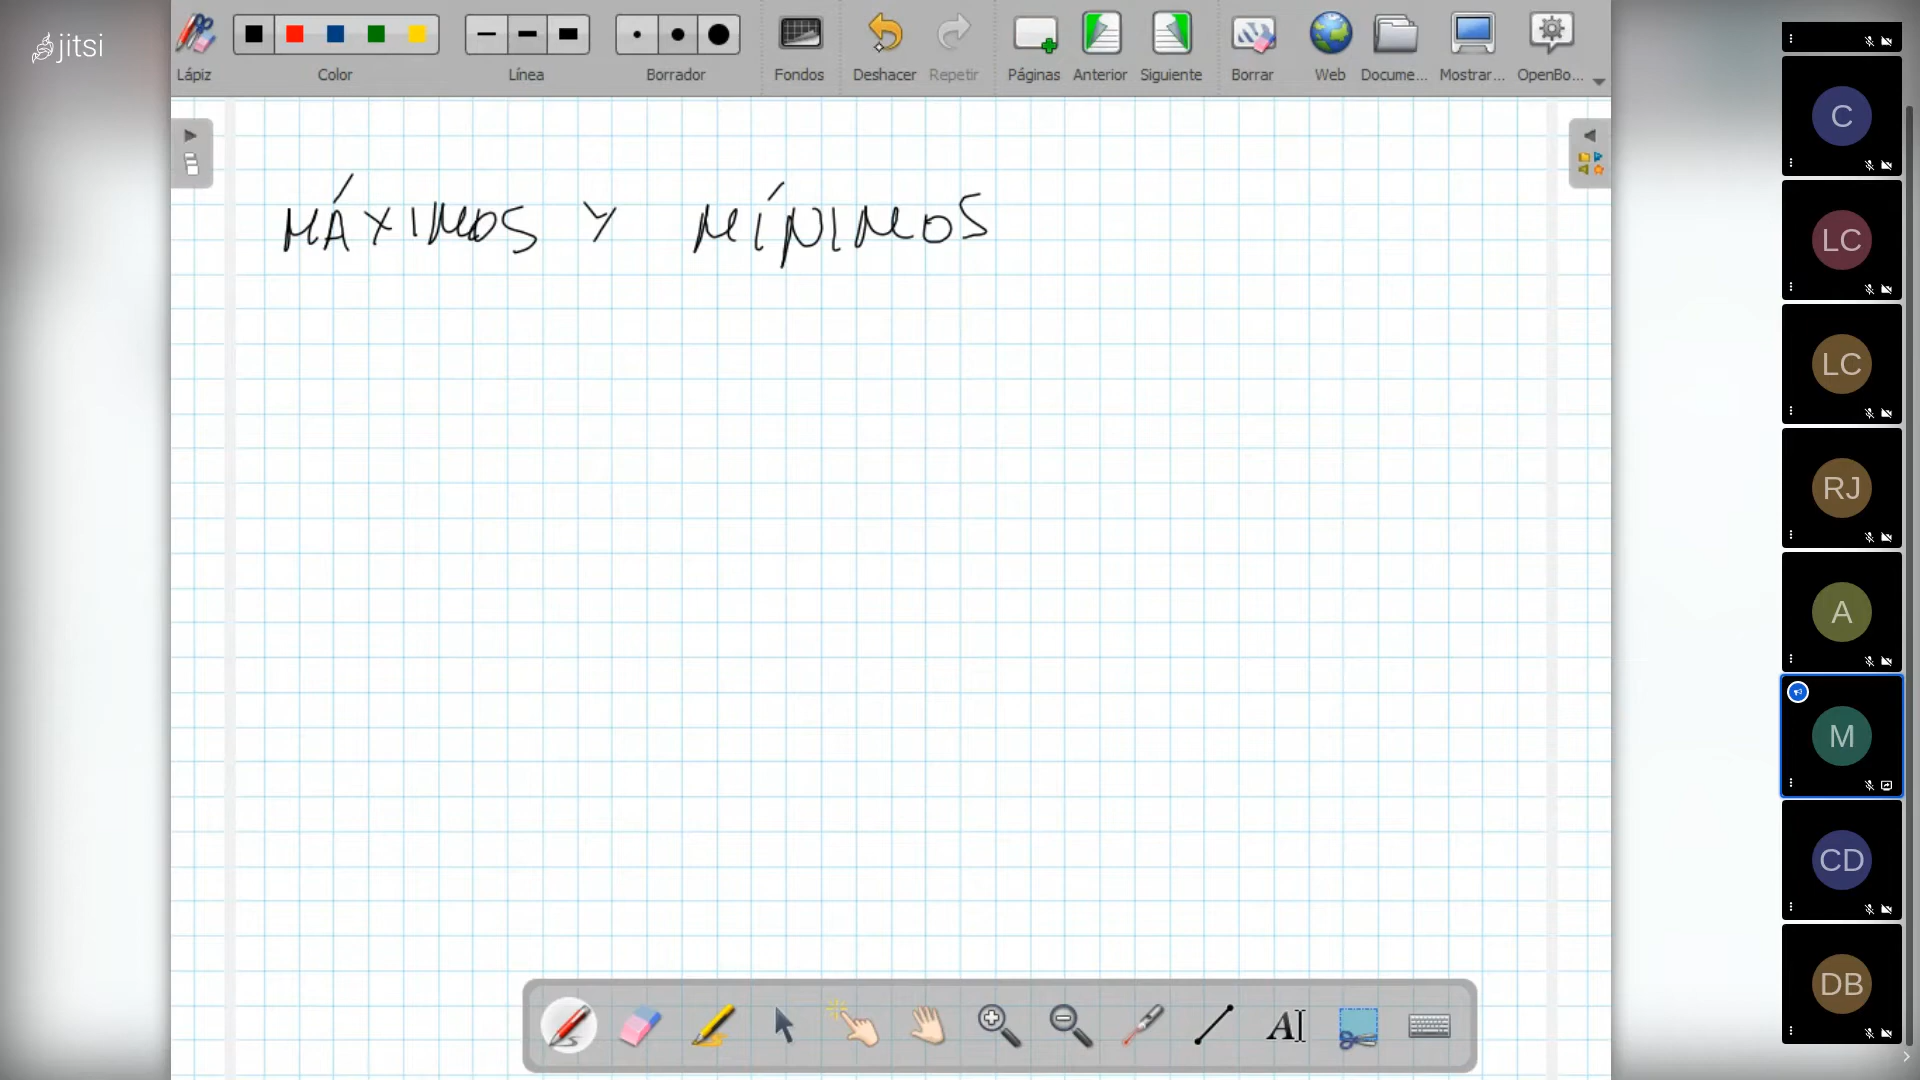 jitsi
Lápiz Color Línea Borrador Fondos Deshacer Repetir Páginas Anterior Siguiente Borrar Web Docume... Mostrar... OpenBo...
MÁXIMOS Y MÍNIMOS
C
LC
LC
RJ
A
M
CD
DB